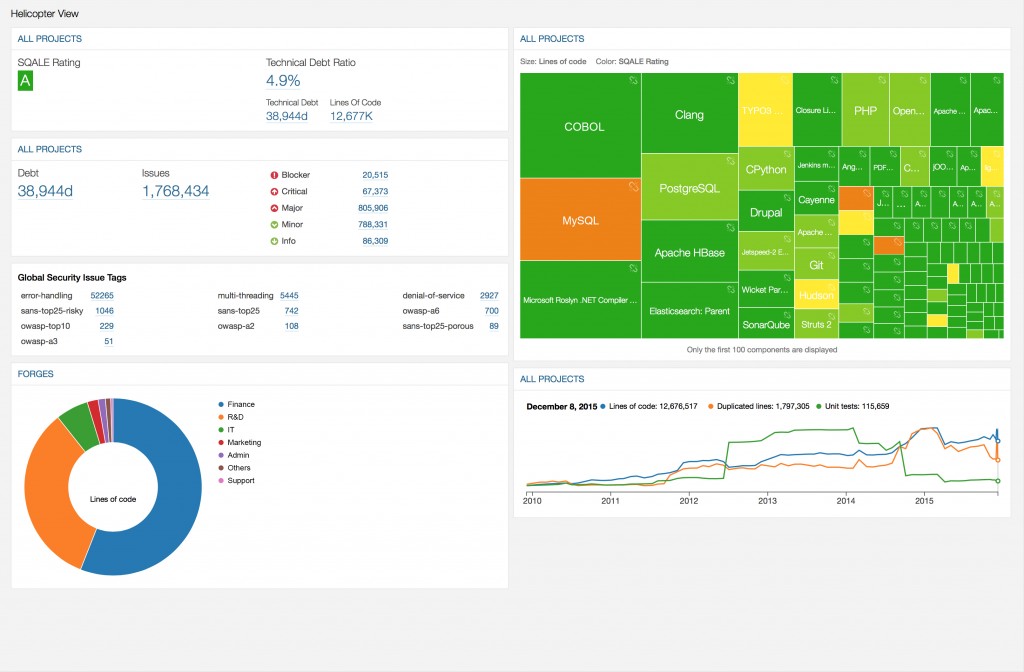 Helicopter View
ALL PROJECTS
SQALE Rating
A
Technical Debt Ratio
4.9%
Technical Debt Lines Of Code
38,944d 12,677K
ALL PROJECTS
Debt Issues
38,944d 1,768,434
Blocker 20,515
Critical 67,373
Major 805,906
Minor 788,331
Info 86,309
Global Security Issue Tags
error-handling 52265 multi-threading 5445 denial-of-service 2927
sans-top25-risky 1046 sans-top25 742 owasp-a6 700
owasp-top10 229 owasp-a2 108 sans-top25-porous 89
owasp-a3 51
FORGES
Lines of code
Finance
R&D
IT
Marketing
Admin
Others
Support
ALL PROJECTS
Size: Lines of code Color: SQALE Rating
COBOL
MySQL
Microsoft Roslyn .NET Compiler ...
Clang
PostgreSQL
Apache HBase
Elasticsearch: Parent
TYPO3 ...
CPython
Drupal
Jetspeed-2 E...
Wicket Par...
SonarQube
Closure Li...
PHP
Open...
Apache ...
Apac...
Jenkins m...
Ang...
PDF...
C...
jOO...
Ap...
Cayenne
J...
...
A...
A...
A...
A...
A...
Apache ...
Git
Hudson
Struts 2
Only the first 100 components are displayed
ALL PROJECTS
December 8, 2015 Lines of code: 12,676,517 Duplicated lines: 1,797,305 Unit tests: 115,659
2010 2011 2012 2013 2014 2015